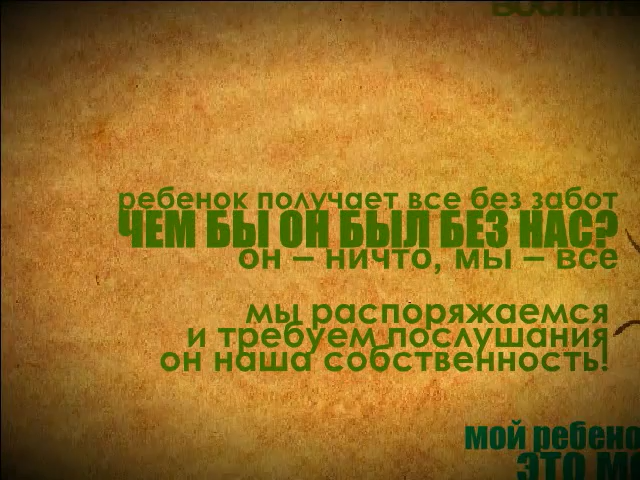 ребенок получает все без забот
ЧЕМ БЫ ОН БЫЛ БЕЗ НАС?
он – ничто, мы – все
мы распоряжаемся
и требуем послушания
он наша собственность!
мой ребено
это